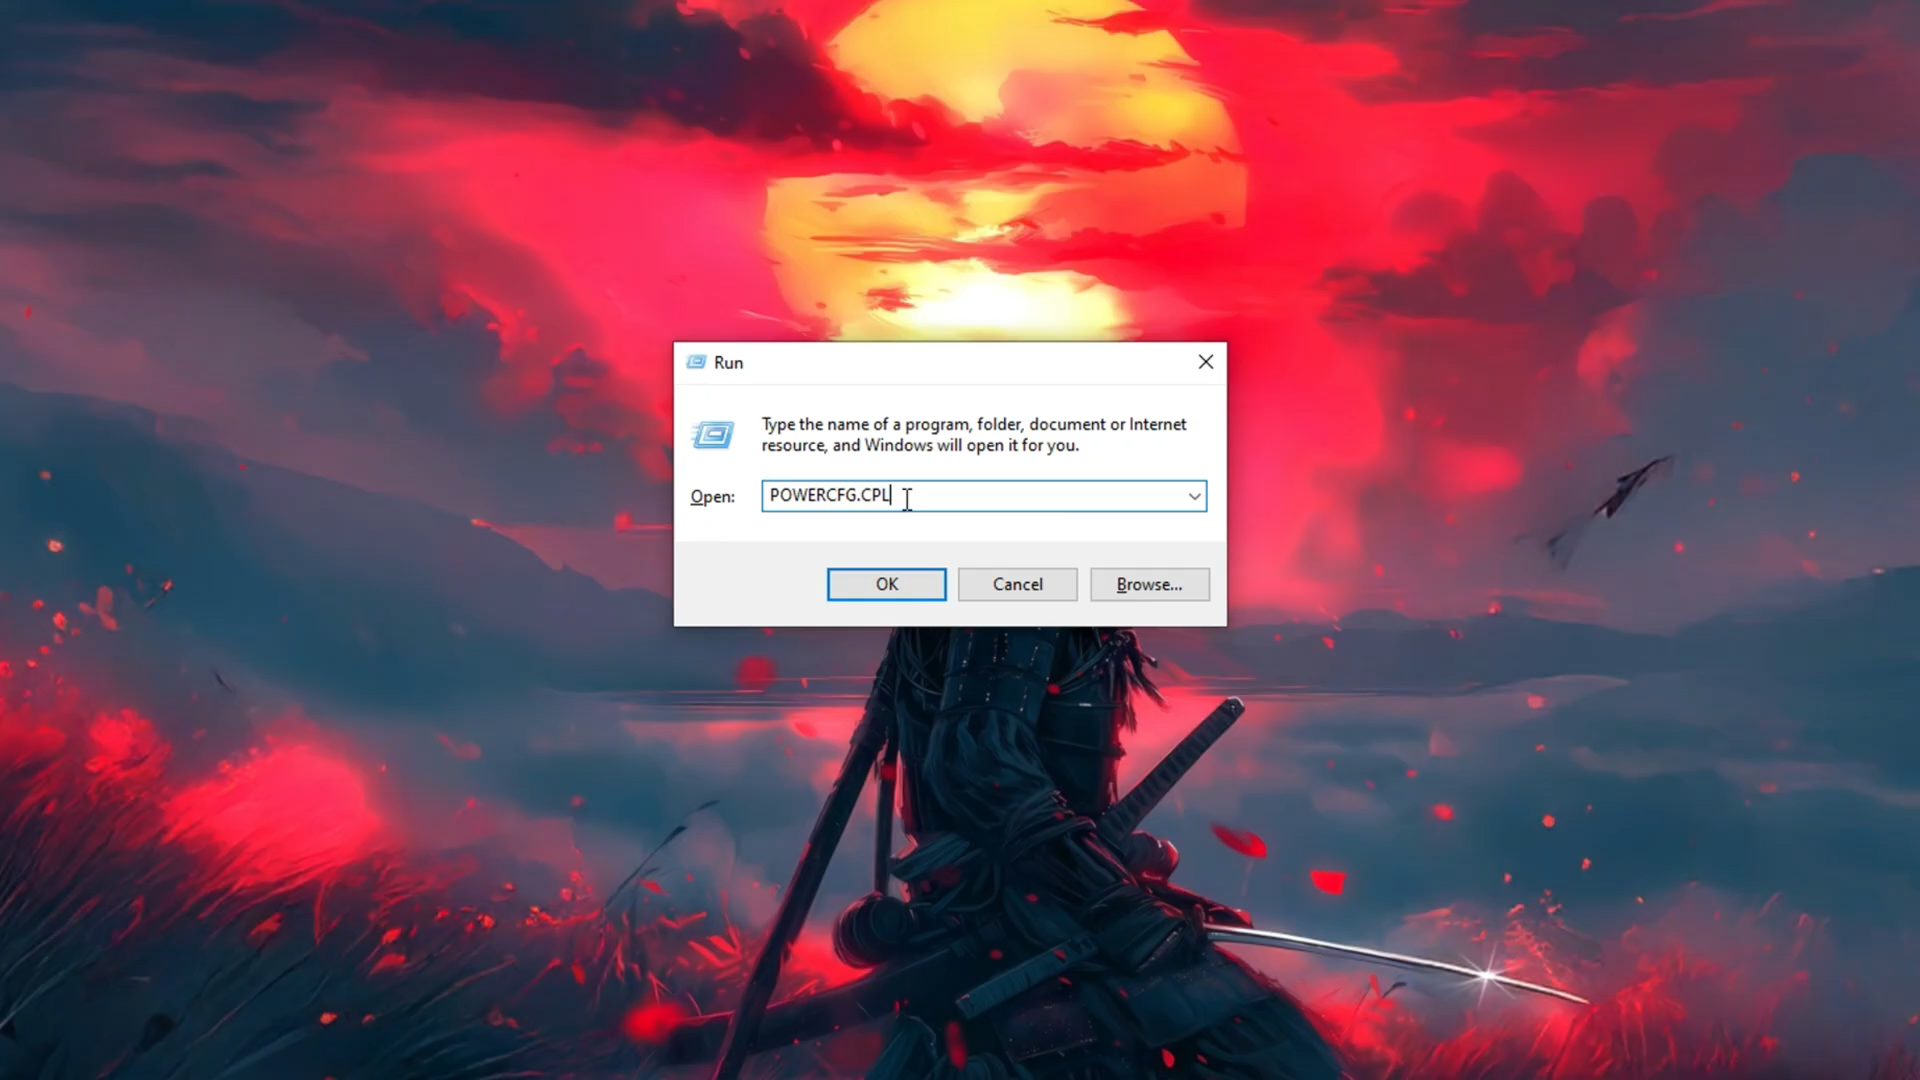 Run
Type the name of a program, folder, document or Internet
resource, and Windows will open it for you.
Open: POWERCFG.CPL
OK Cancel Browse...